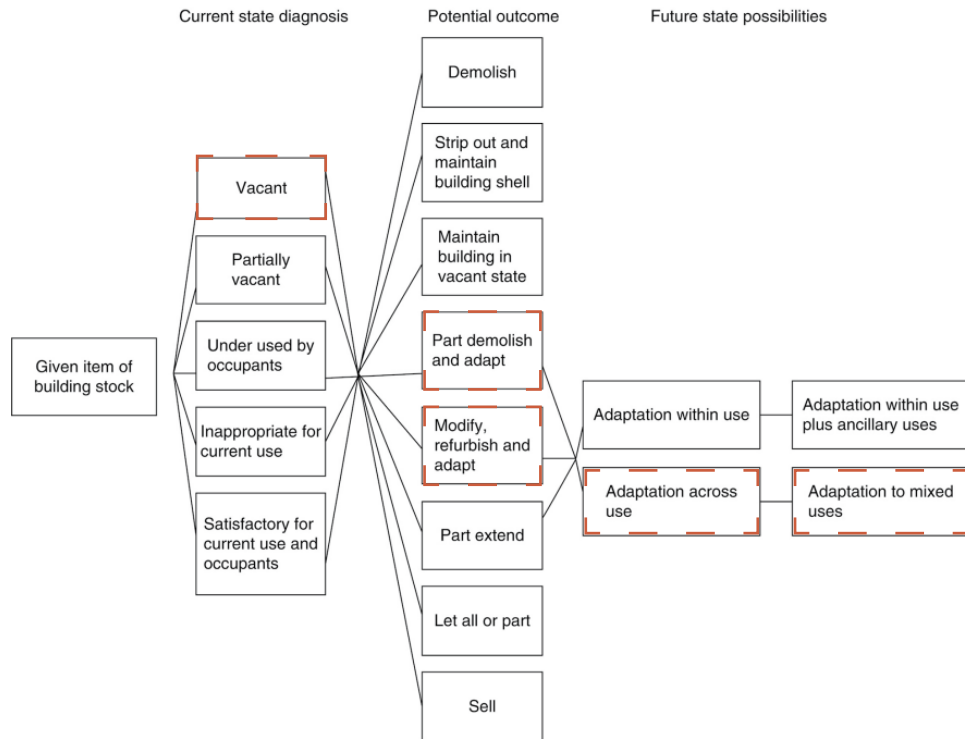 Current state diagnosis
Potential outcome
Future state possibilities
Given item of
building stock
Vacant
Partially
vacant
Under used by
occupants
Inappropriate for
current use
Satisfactory for
current use and
occupants
Demolish
Strip out and
maintain
building shell
Maintain
building in
vacant state
Part demolish
and adapt
Modify,
refurbish and
adapt
Part extend
Let all or part
Sell
Adaptation within use
Adaptation within use
plus ancillary uses
Adaptation across
use
Adaptation to mixed
uses